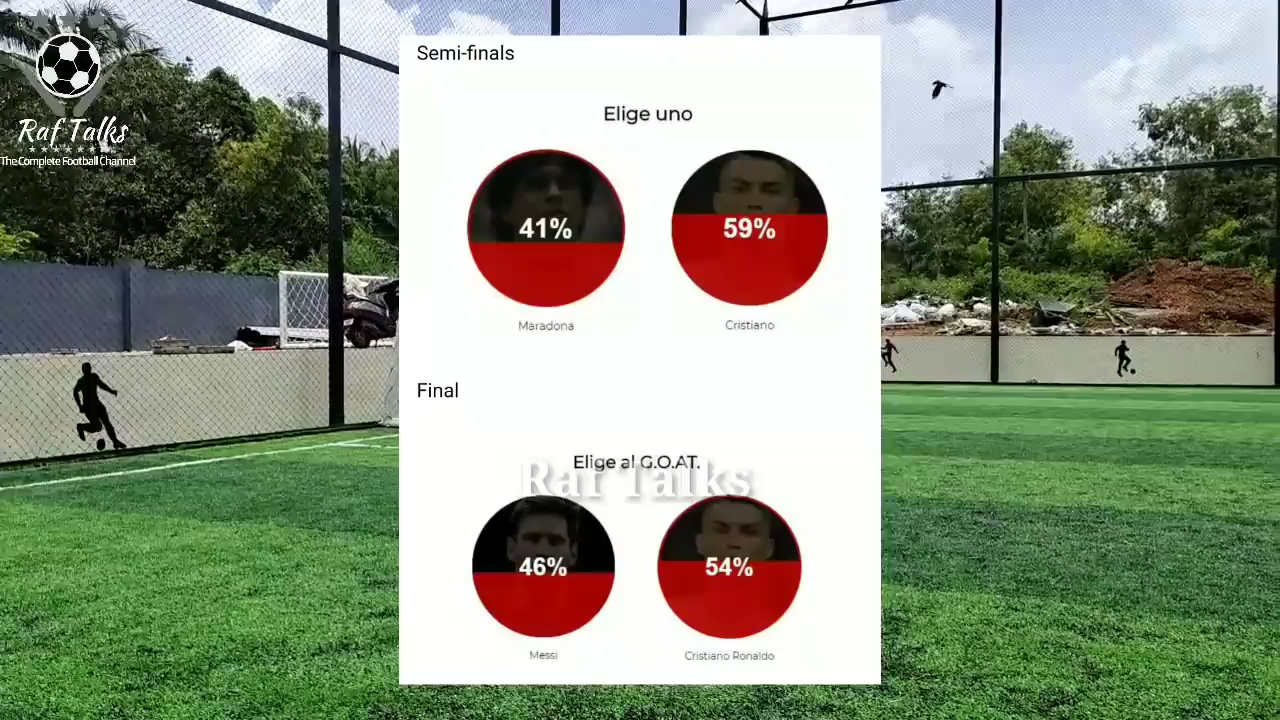 Raf Talks
The Complete Football Channel
Semi-finals
Elige uno
41%
59%
Maradona
Cristiano
Final
Elige al G.O.A.T.
Raf Talks
46%
54%
Messi
Cristiano Ronaldo